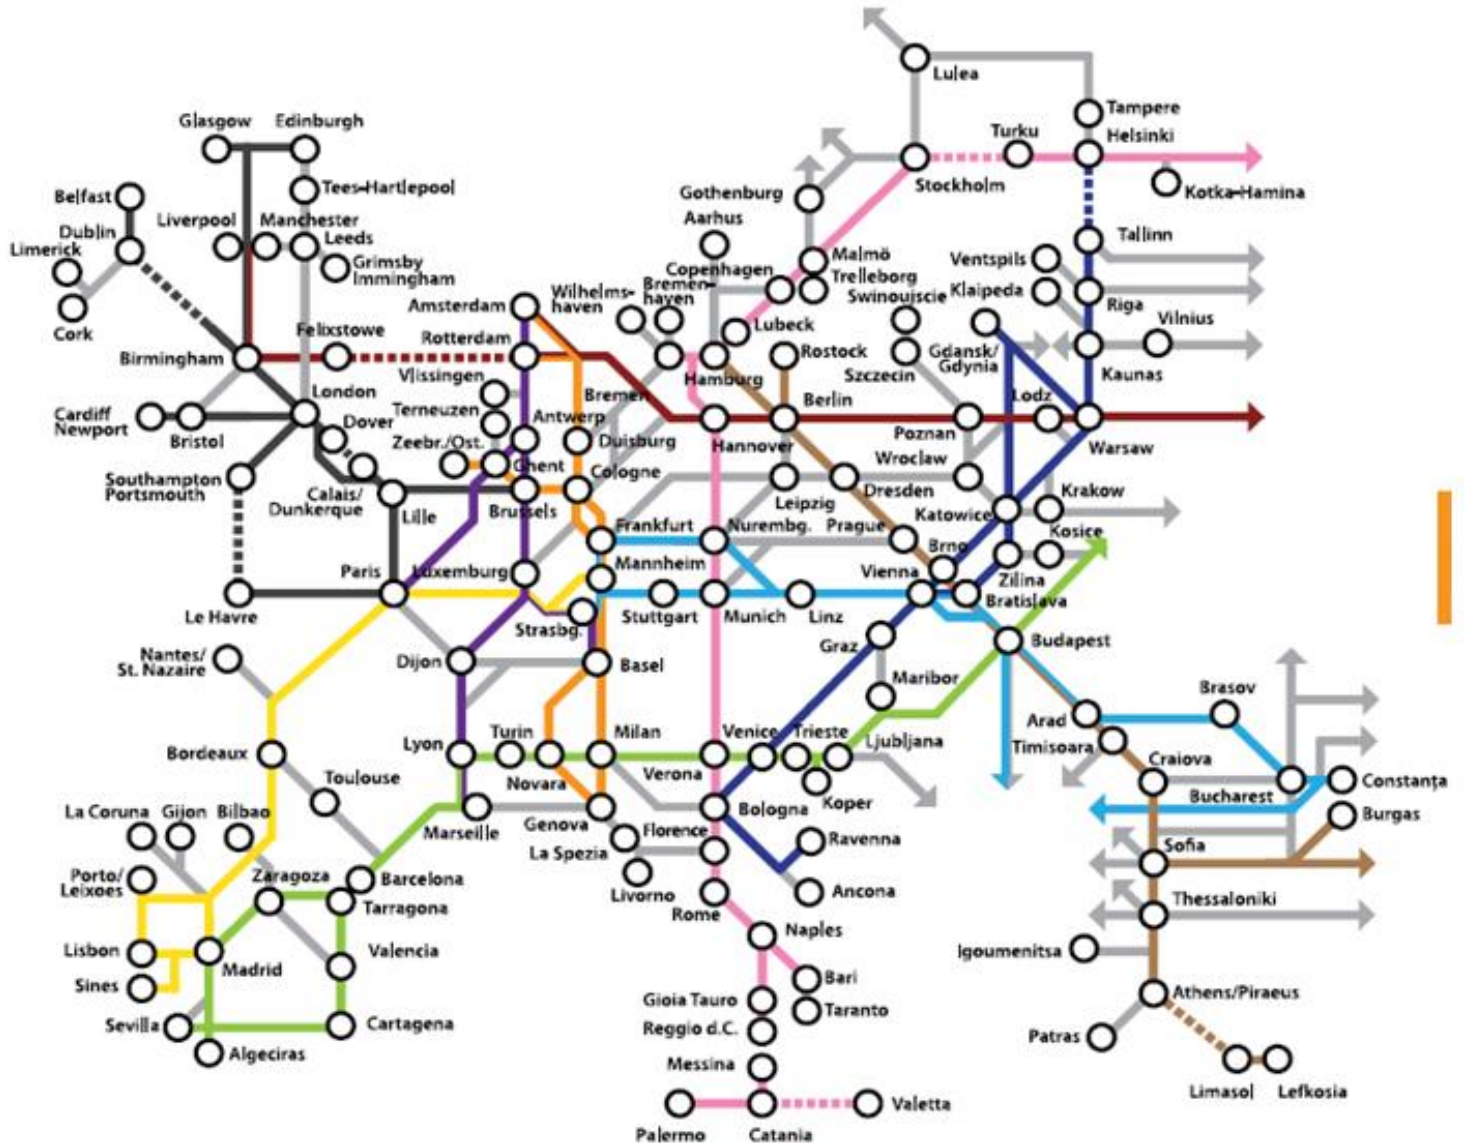 Lulea
Tampere
Glasgow
Edinburgh
Turku
Helsinki
Stockholm
Tees-Hartlepool
Kotka-Hamina
Belfast
Gothenburg
Liverpool
Manchester
Aarhus
Dublin
Leeds
Tallinn
Limerick
Malmö
Ventspils
Grimsby
Immingham
Copenhagen
Trelleborg
Amsterdam
Wilhelms-
haven
Bremen-
haven
Swinoujscie
Klaipeda
Riga
Cork
Felixstowe
Lubeck
Vilnius
Rotterdam
Rostock
Gdansk/
Gdynia
Birmingham
Vlissingen
Hamburg
Szczecin
Kaunas
London
Terneuzen
Bremen
Berlin
Lodz
Cardiff
Newport
Dover
Antwerp
Bristol
Zeebr./Ost.
Duisburg
Hannover
Poznan
Warsaw
Southampton
Portsmouth
Ghent
Cologne
Wroclaw
Calais/
Dunkerque
Leipzig
Dresden
Krakow
Lille
Brussels
Katowice
Frankfurt
Nurembg.
Prague
Kosice
Brno
Paris
Luxemburg
Mannheim
Vienna
Zilina
Le Havre
Stuttgart
Munich
Linz
Bratislava
Strasbg.
Graz
Budapest
Nantes/
St. Nazaire
Dijon
Basel
Maribor
Brasov
Arad
Bordeaux
Lyon
Turin
Milan
Venice
Trieste
Ljubljana
Timisoara
Craiova
Toulouse
Novara
Verona
Koper
Bucharest
Constanţa
La Coruna
Gijon
Bilbao
Marseille
Genova
Bologna
Burgas
Florence
Ravenna
La Spezia
Sofia
Porto/
Leixoes
Zaragoza
Barcelona
Livorno
Ancona
Tarragona
Rome
Thessaloniki
Naples
Lisbon
Madrid
Valencia
Igoumenitsa
Sines
Bari
Gioia Tauro
Taranto
Athens/Piraeus
Sevilla
Cartagena
Reggio d.C.
Patras
Algeciras
Messina
Limasol
Lefkosia
Valetta
Palermo
Catania